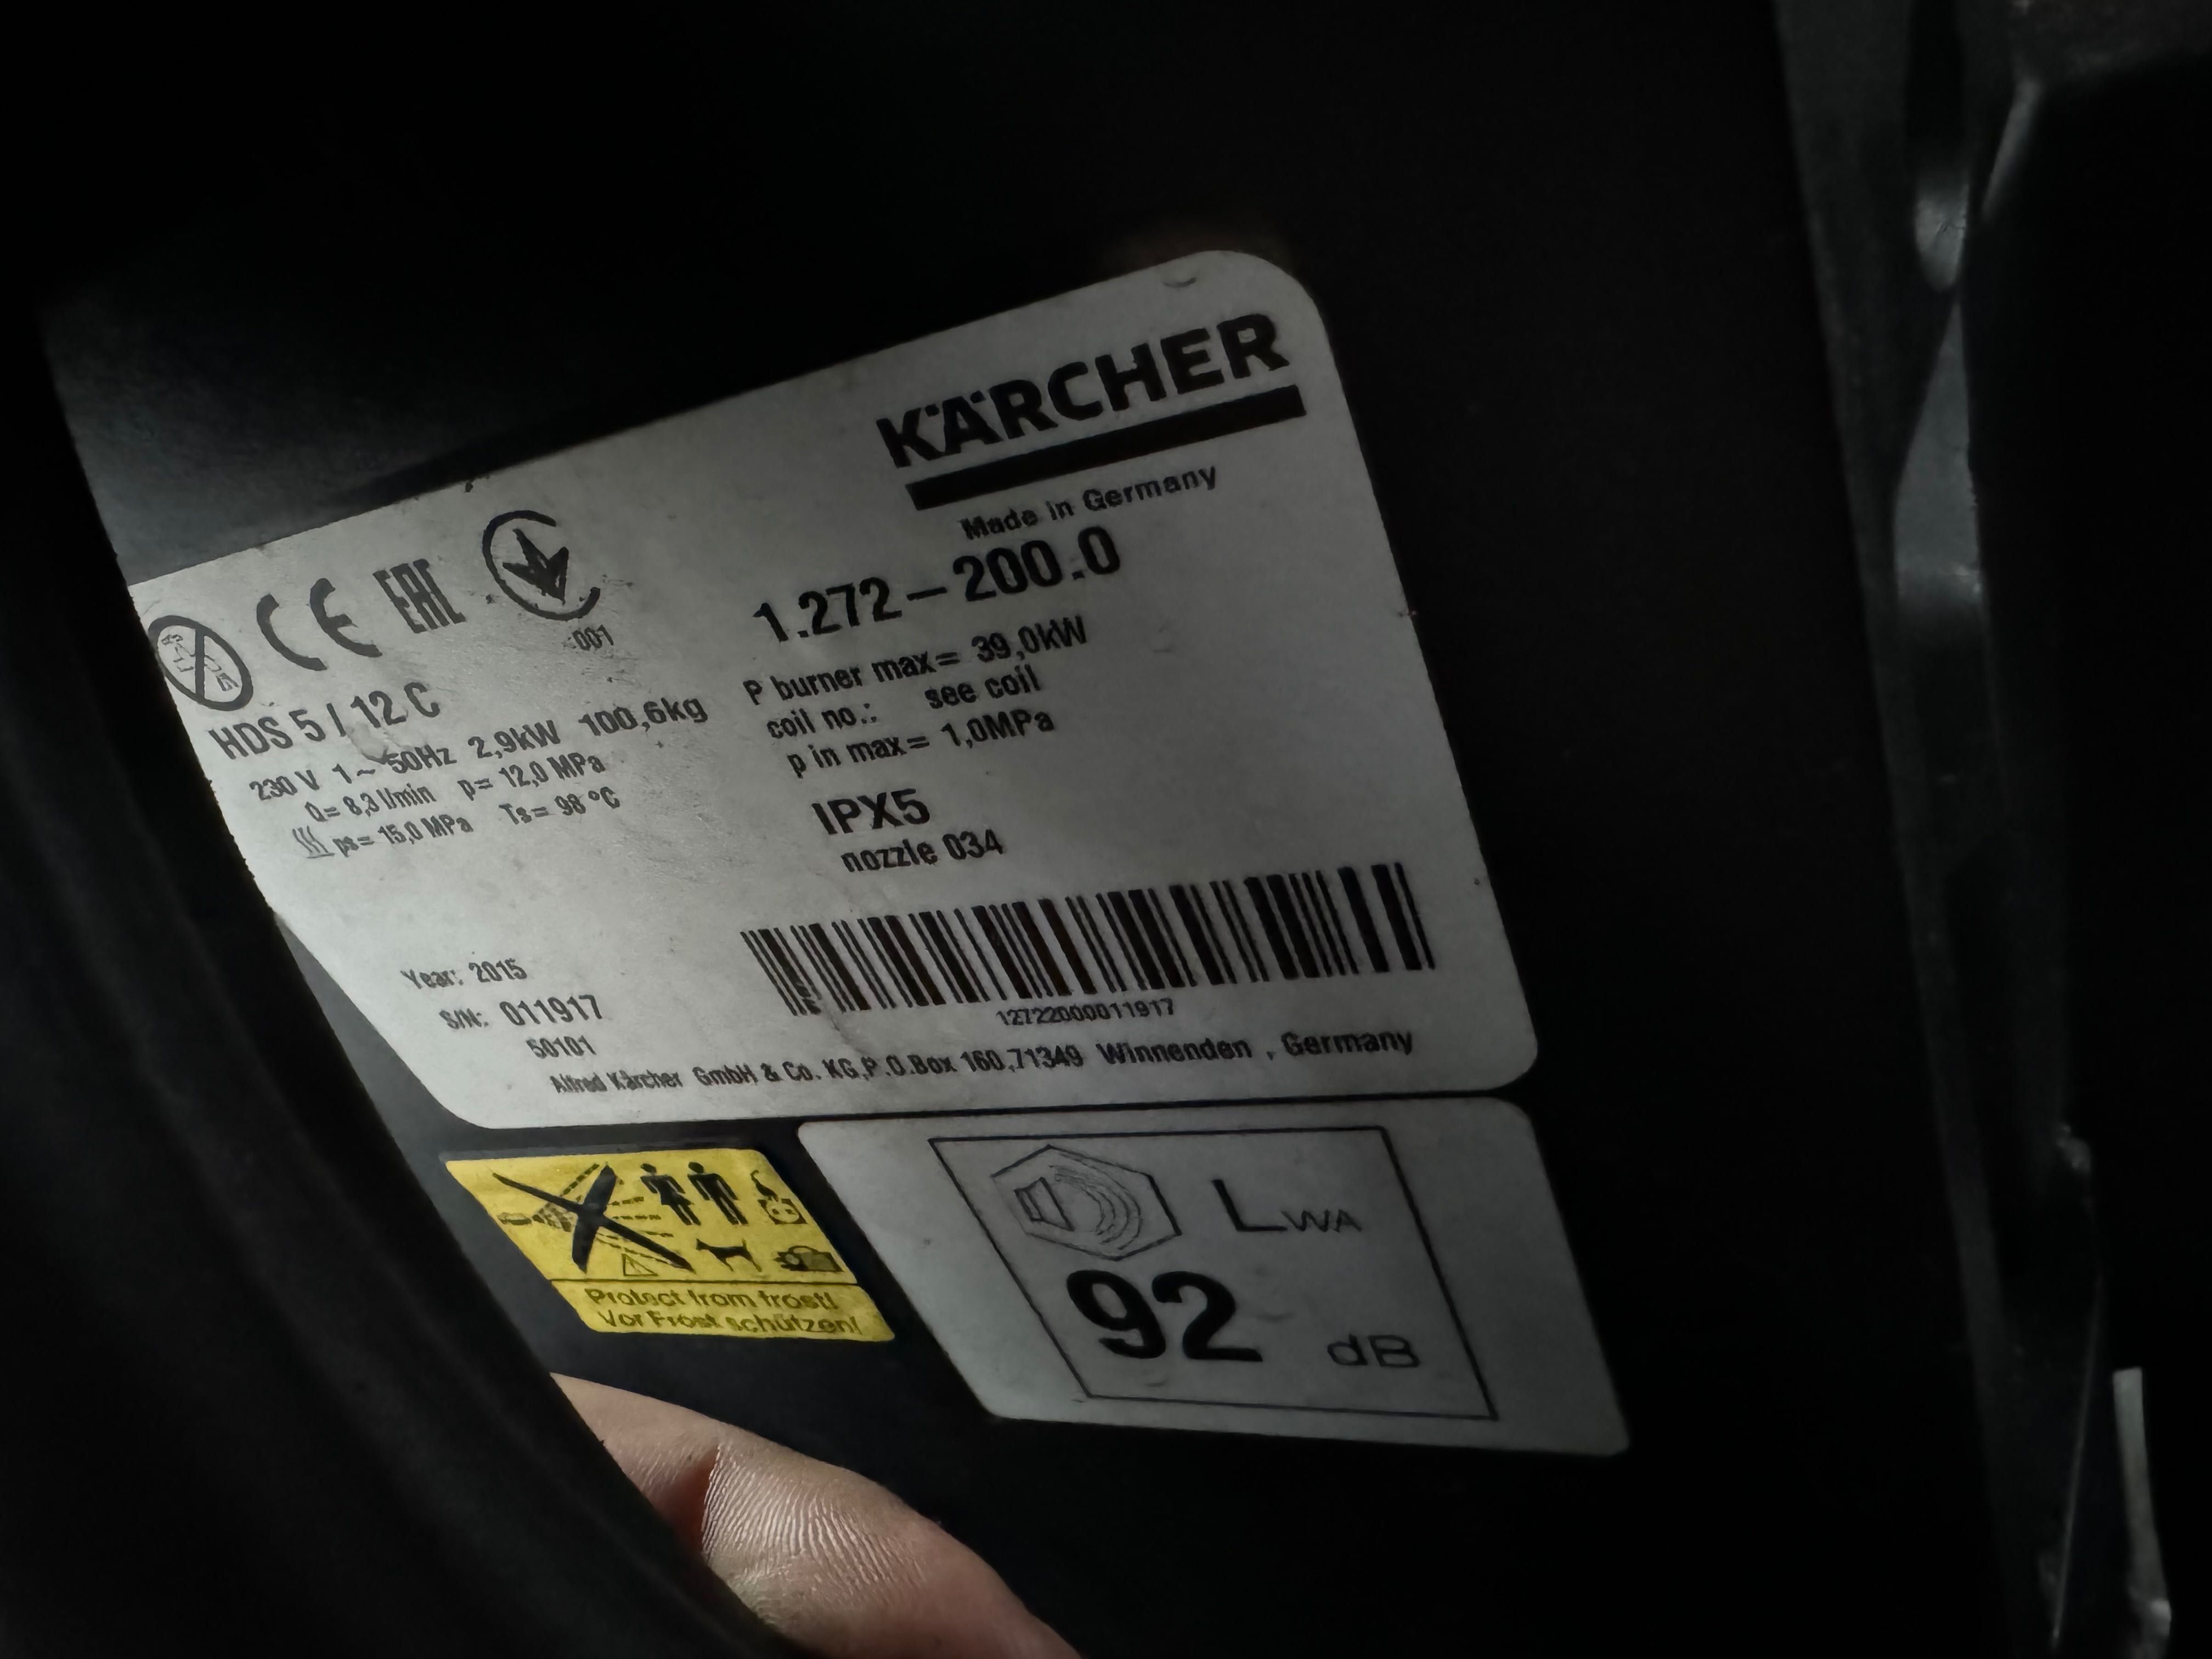 KÄRCHER
Made in Germany
1.272-200.0
CE EAC
001
HDS 5/12 C
230 V 1~ 50Hz 2,9kW 100,6kg
Q= 8,3 l/min p= 12,0 MPa
ps= 15,0 MPa Ts= 98 °C
P burner max= 39,0kW
coil no.: see coil
p in max= 1,0MPa
IPX5
nozzle 034
Year: 2015
S/N: 011917
50101
12722000011917
Alfred Kärcher GmbH & Co. KG,P.O.Box 160,71349 Winnenden , Germany
Protect from frost!
Vor Frost schützen!
LWA
92 dB